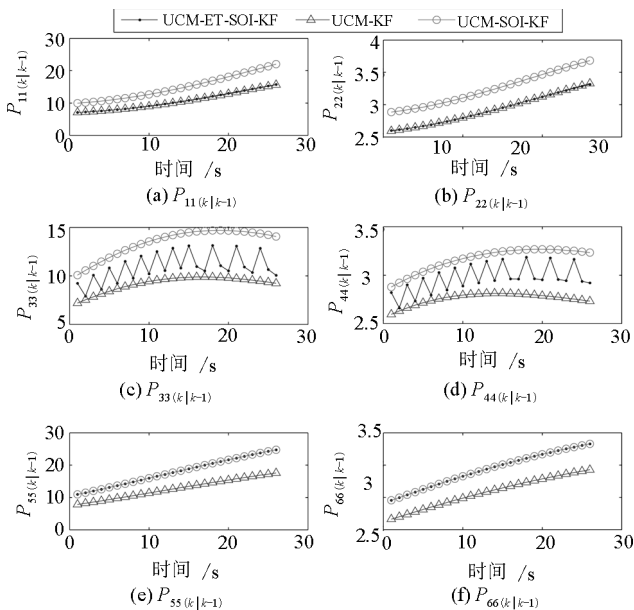 UCM-ET-SOI-KF UCM-KF UCM-SOI-KF
P11(k|k-1)
30
20
10
0
0 10 20 30
时间 /s
(a) P11(k|k-1)
P22(k|k-1)
4
3.5
3
2.5
10 20 30
时间 /s
(b) P22(k|k-1)
P33(k|k-1)
15
10
5
0 10 20 30
时间 /s
(c) P33(k|k-1)
P44(k|k-1)
3.5
3
2.5
0 10 20 30
时间 /s
(d) P44(k|k-1)
P55(k|k-1)
30
20
10
0
0 10 20 30
时间 /s
(e) P55(k|k-1)
P66(k|k-1)
3.5
3
2.5
0 10 20 30
时间 /s
(f) P66(k|k-1)